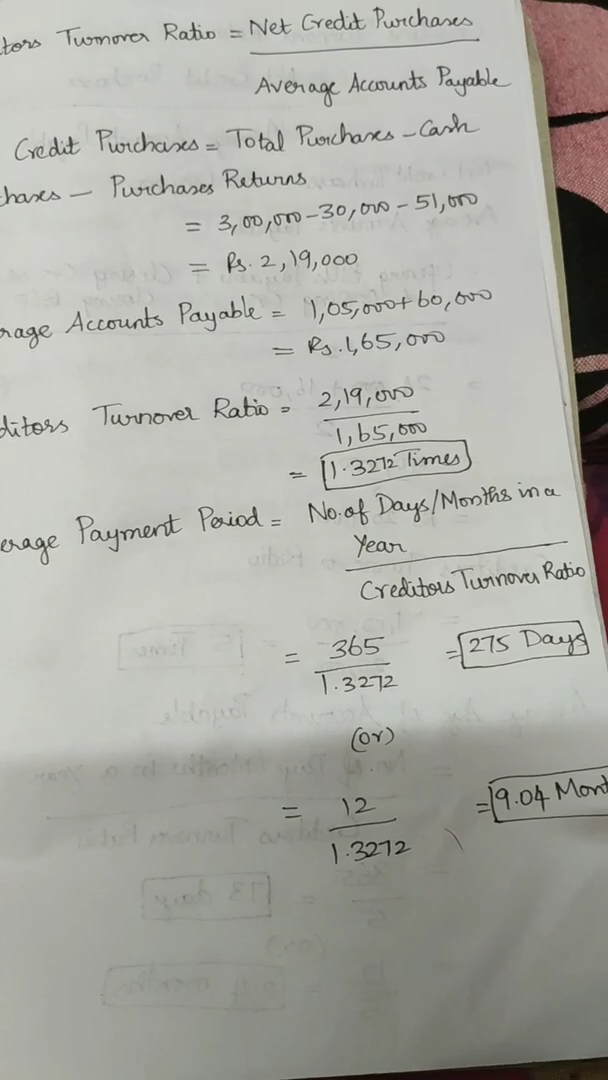 tors Turnover Ratio = Net Credit Purchases
Average Accounts Payable
Credit Purchases = Total Purchases - Cash
chases - Purchases Returns
= 3,00,000 - 30,000 - 51,000
= Rs. 2,19,000
rage Accounts Payable = 1,05,000 + 60,000
= Rs. 1,65,000
ditors Turnover Ratio = 2,19,000
1,65,000
= 1.3272 Times
erage Payment Period = No. of Days/Months in a
Year
Creditors Turnover Ratio
= 365 = 275 Days
1.3272
(or)
= 12 = 9.04 Mont
1.3272